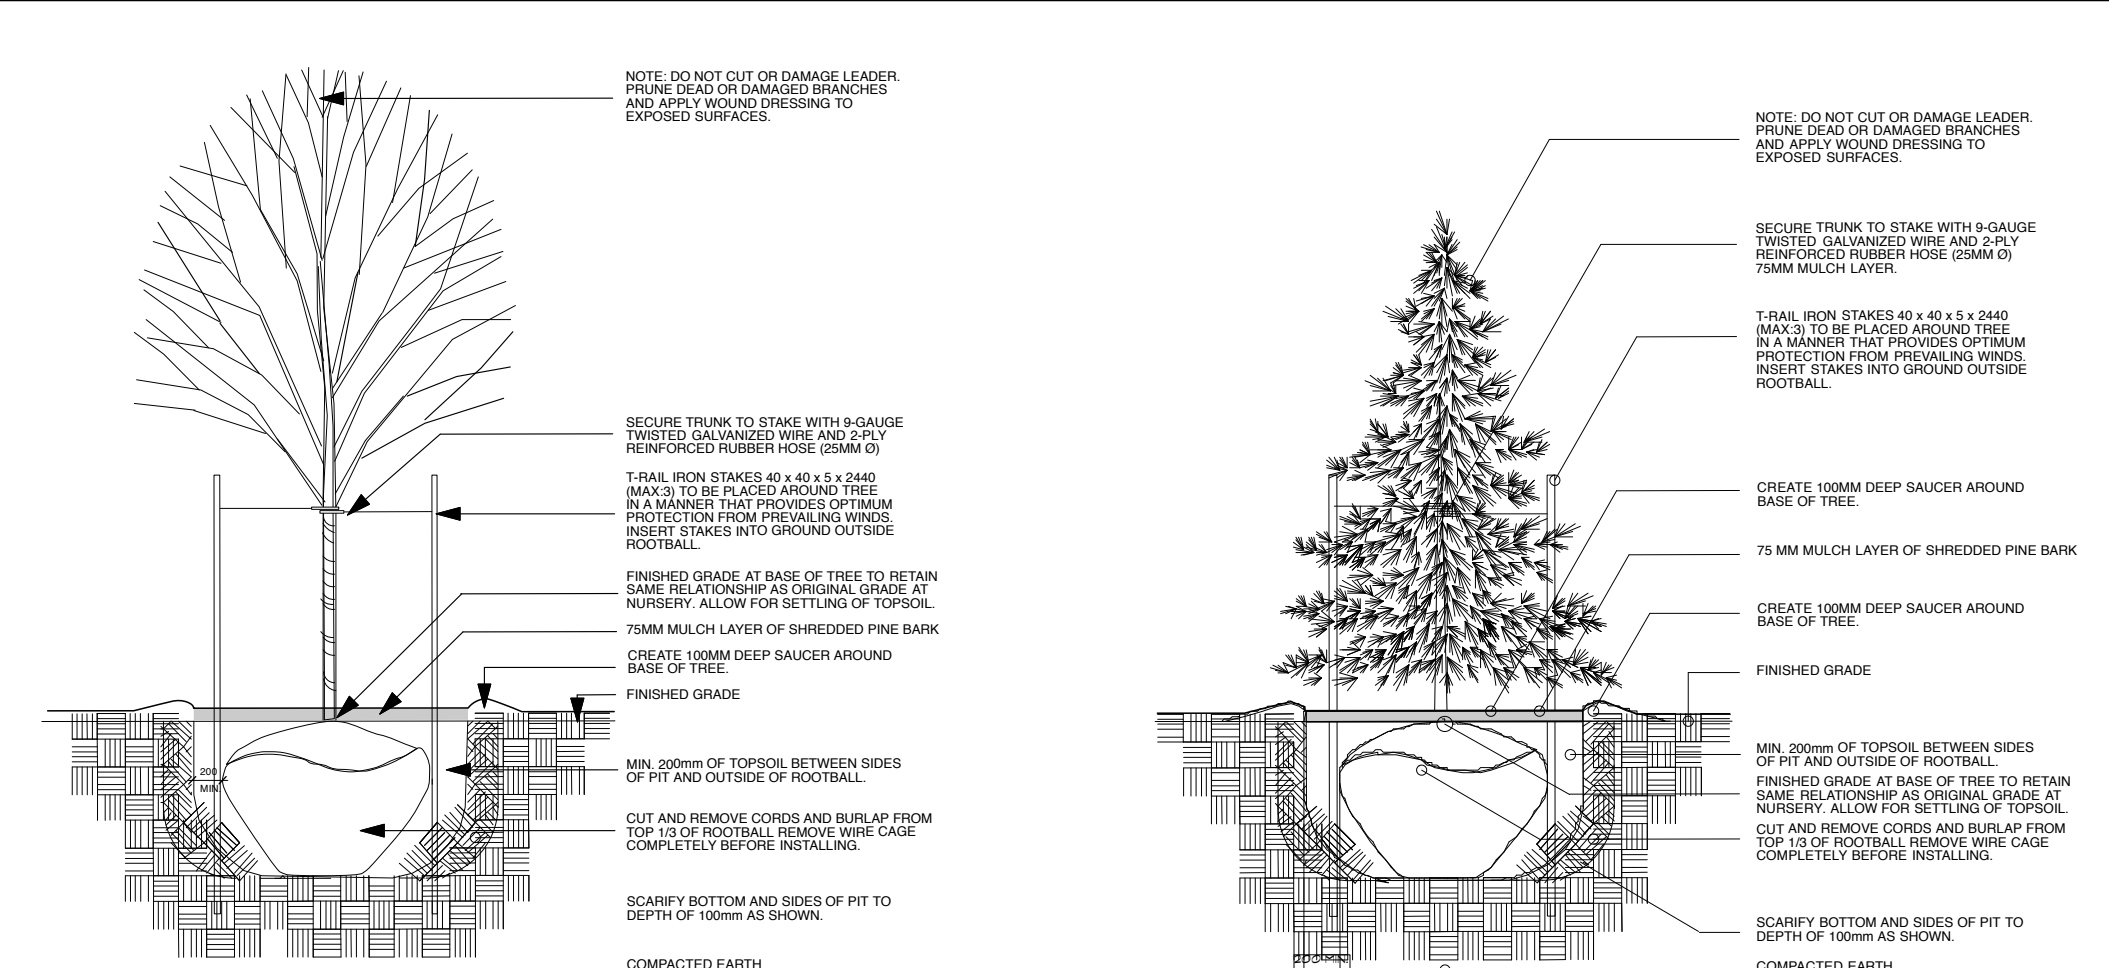 NOTE: DO NOT CUT OR DAMAGE LEADER.
PRUNE DEAD OR DAMAGED BRANCHES
AND APPLY WOUND DRESSING TO
EXPOSED SURFACES.
SECURE TRUNK TO STAKE WITH 9-GAUGE
TWISTED GALVANIZED WIRE AND 2-PLY
REINFORCED RUBBER HOSE (25MM Ø)
T-RAIL IRON STAKES 40 x 40 x 5 x 2440
(MAX:3) TO BE PLACED AROUND TREE
IN A MANNER THAT PROVIDES OPTIMUM
PROTECTION FROM PREVAILING WINDS.
INSERT STAKES INTO GROUND OUTSIDE
ROOTBALL.
FINISHED GRADE AT BASE OF TREE TO RETAIN
SAME RELATIONSHIP AS ORIGINAL GRADE AT
NURSERY. ALLOW FOR SETTLING OF TOPSOIL.
75MM MULCH LAYER OF SHREDDED PINE BARK
CREATE 100MM DEEP SAUCER AROUND
BASE OF TREE.
FINISHED GRADE
200
MIN.
MIN. 200mm OF TOPSOIL BETWEEN SIDES
OF PIT AND OUTSIDE OF ROOTBALL.
CUT AND REMOVE CORDS AND BURLAP FROM
TOP 1/3 OF ROOTBALL REMOVE WIRE CAGE
COMPLETELY BEFORE INSTALLING.
SCARIFY BOTTOM AND SIDES OF PIT TO
DEPTH OF 100mm AS SHOWN.
COMPACTED EARTH
NOTE: DO NOT CUT OR DAMAGE LEADER.
PRUNE DEAD OR DAMAGED BRANCHES
AND APPLY WOUND DRESSING TO
EXPOSED SURFACES.
SECURE TRUNK TO STAKE WITH 9-GAUGE
TWISTED GALVANIZED WIRE AND 2-PLY
REINFORCED RUBBER HOSE (25MM Ø)
75MM MULCH LAYER.
T-RAIL IRON STAKES 40 x 40 x 5 x 2440
(MAX:3) TO BE PLACED AROUND TREE
IN A MANNER THAT PROVIDES OPTIMUM
PROTECTION FROM PREVAILING WINDS.
INSERT STAKES INTO GROUND OUTSIDE
ROOTBALL.
CREATE 100MM DEEP SAUCER AROUND
BASE OF TREE.
75 MM MULCH LAYER OF SHREDDED PINE BARK
CREATE 100MM DEEP SAUCER AROUND
BASE OF TREE.
FINISHED GRADE
MIN. 200mm OF TOPSOIL BETWEEN SIDES
OF PIT AND OUTSIDE OF ROOTBALL.
FINISHED GRADE AT BASE OF TREE TO RETAIN
SAME RELATIONSHIP AS ORIGINAL GRADE AT
NURSERY. ALLOW FOR SETTLING OF TOPSOIL.
CUT AND REMOVE CORDS AND BURLAP FROM
TOP 1/3 OF ROOTBALL REMOVE WIRE CAGE
COMPLETELY BEFORE INSTALLING.
SCARIFY BOTTOM AND SIDES OF PIT TO
DEPTH OF 100mm AS SHOWN.
200 MIN.
COMPACTED EARTH